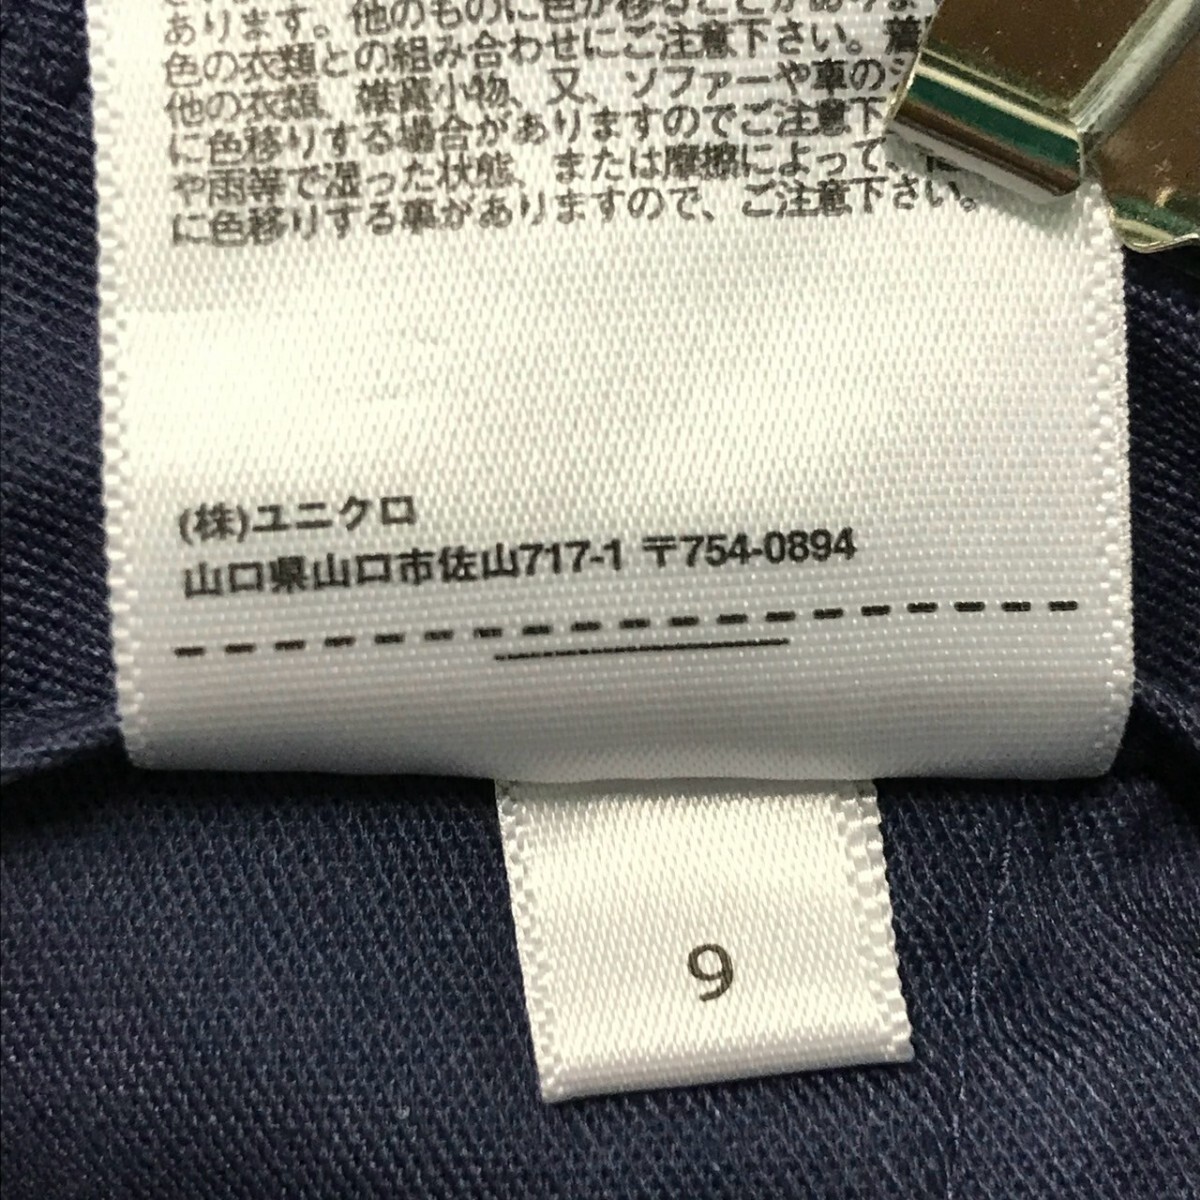 あります。他のものに色が移ることがあり
色の衣類との組み合わせにご注意下さい。着
他の衣類、雑貨小物、又、ソファーや車のシ
に色移りする場合がありますのでご注意下
や雨等で湿った状態、または摩擦によって、他
に色移りする事がありますので、ご注意下さい。
(株)ユニクロ
山口県山口市佐山717-1 〒754-0894
9